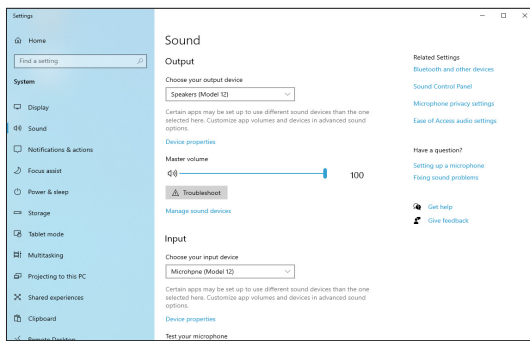 Settings
Home
Find a setting
System
Display
Sound
Notifications & actions
Focus assist
Power & sleep
Storage
Tablet mode
Multitasking
Projecting to this PC
Shared experiences
Clipboard
Remote Desktop
Sound
Output
Choose your output device
Speakers (Model 12)
Certain apps may be set up to use different sound devices than the one
selected here. Customize app volumes and devices in advanced sound
options.
Device properties
Master volume
100
Troubleshoot
Manage sound devices
Input
Choose your input device
Microhpne (Model 12)
Certain apps may be set up to use different sound devices than the one
selected here. Customize app volumes and devices in advanced sound
options.
Device properties
Test your microphone
Related Settings
Bluetooth and other devices
Sound Control Panel
Microphone privacy settings
Ease of Access audio settings
Have a question?
Setting up a microphone
Fixing sound problems
Get help
Give feedback